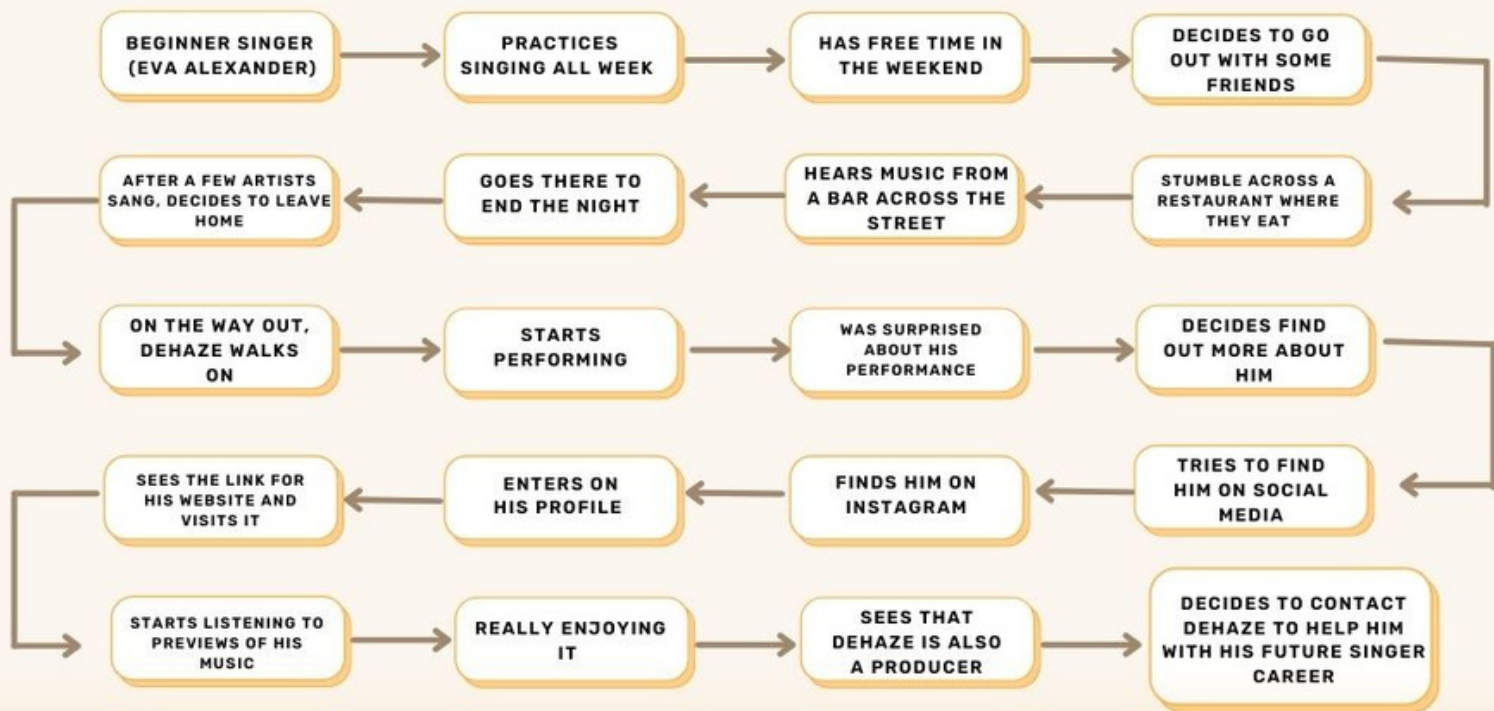 BEGINNER SINGER
(EVA ALEXANDER)
PRACTICES
SINGING ALL WEEK
HAS FREE TIME IN
THE WEEKEND
DECIDES TO GO
OUT WITH SOME
FRIENDS
STUMBLE ACROSS A
RESTAURANT WHERE
THEY EAT
HEARS MUSIC FROM
A BAR ACROSS THE
STREET
GOES THERE TO
END THE NIGHT
AFTER A FEW ARTISTS
SANG, DECIDES TO LEAVE
HOME
ON THE WAY OUT,
DEHAZE WALKS
ON
STARTS
PERFORMING
WAS SURPRISED
ABOUT HIS
PERFORMANCE
DECIDES FIND
OUT MORE ABOUT
HIM
TRIES TO FIND
HIM ON SOCIAL
MEDIA
FINDS HIM ON
INSTAGRAM
ENTERS ON
HIS PROFILE
SEES THE LINK FOR
HIS WEBSITE AND
VISITS IT
STARTS LISTENING TO
PREVIEWS OF HIS
MUSIC
REALLY ENJOYING
IT
SEES THAT
DEHAZE IS ALSO
A PRODUCER
DECIDES TO CONTACT
DEHAZE TO HELP HIM
WITH HIS FUTURE SINGER
CAREER